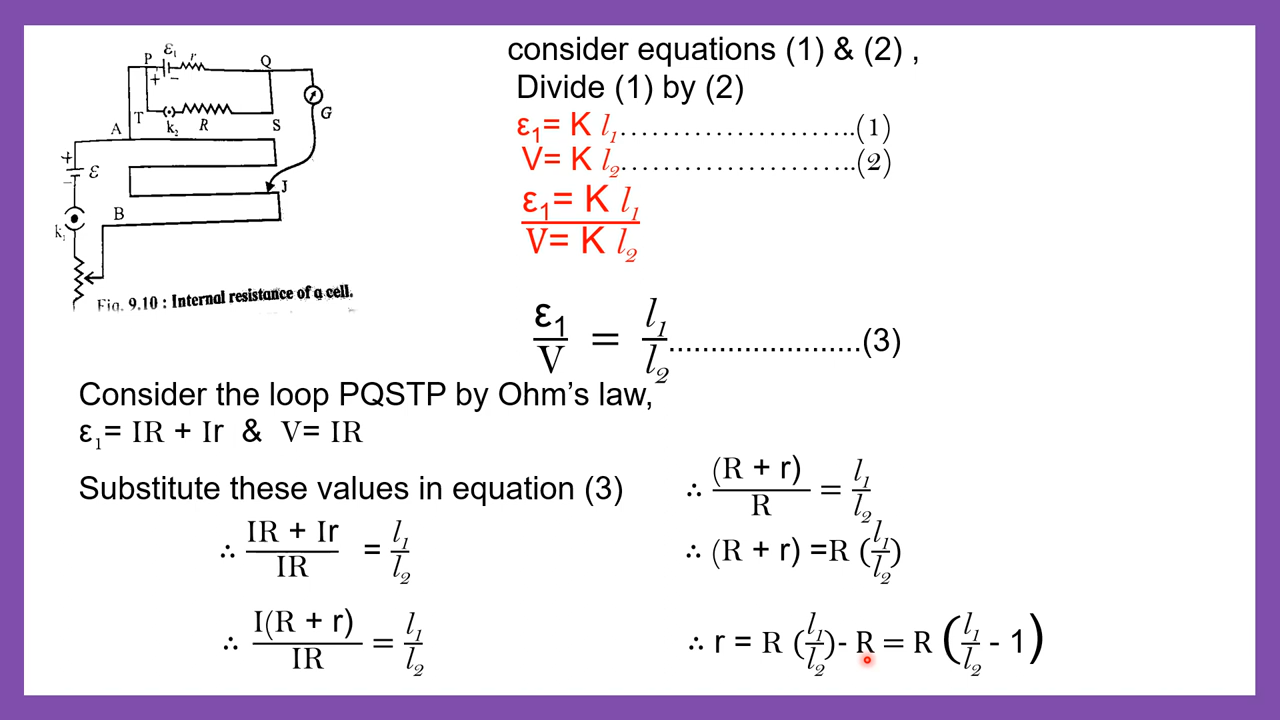 ε₁
P r Q
+ −
T G
k₂ R S
A
+
ε
−
J
B
k₁
Fig. 9.10 : Internal resistance of a cell.
consider equations (1) & (2) ,
Divide (1) by (2)
ε₁= K l₁……………………..(1)
V= K l₂……………………..(2)
ε₁= K l₁
V= K l₂
ε₁/V = l₁/l₂.......................(3)
Consider the loop PQSTP by Ohm’s law,
ε₁= IR + Ir & V= IR
Substitute these values in equation (3)
∴ (IR + Ir)/IR = l₁/l₂
∴ I(R + r)/IR = l₁/l₂
∴ (R + r)/R = l₁/l₂
∴ (R + r) =R (l₁/l₂)
∴ r = R (l₁/l₂)- R = R (l₁/l₂ - 1)